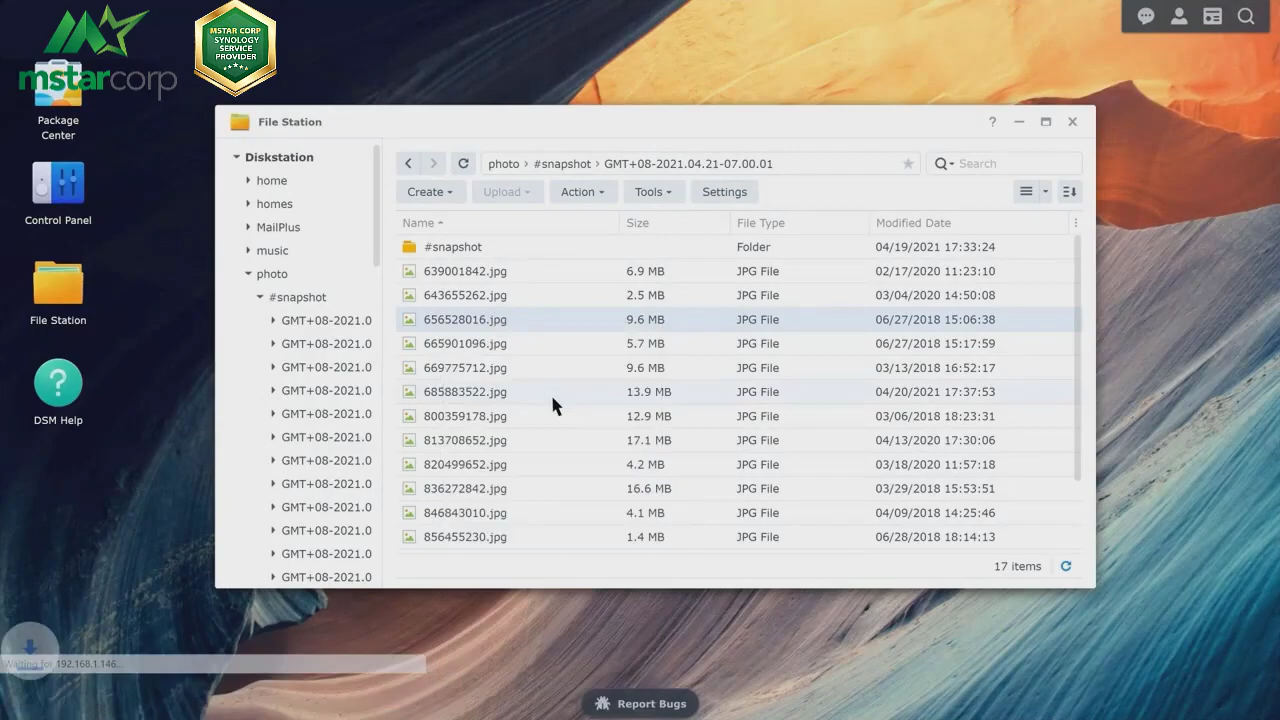 mstarcorp
MSTAR CORP
SYNOLOGY
SERVICE
PROVIDER
Package
Center
Control Panel
File Station
DSM Help
File Station
Diskstation
home
homes
MailPlus
music
photo
#snapshot
GMT+08-2021.0
GMT+08-2021.0
GMT+08-2021.0
GMT+08-2021.0
GMT+08-2021.0
GMT+08-2021.0
GMT+08-2021.0
GMT+08-2021.0
GMT+08-2021.0
GMT+08-2021.0
GMT+08-2021.0
GMT+08-2021.0
photo › #snapshot › GMT+08-2021.04.21-07.00.01
Search
Create Upload Action Tools Settings
Name Size File Type Modified Date
#snapshot Folder 04/19/2021 17:33:24
639001842.jpg 6.9 MB JPG File 02/17/2020 11:23:10
643655262.jpg 2.5 MB JPG File 03/04/2020 14:50:08
656528016.jpg 9.6 MB JPG File 06/27/2018 15:06:38
665901096.jpg 5.7 MB JPG File 06/27/2018 15:17:59
669775712.jpg 9.6 MB JPG File 03/13/2018 16:52:17
685883522.jpg 13.9 MB JPG File 04/20/2021 17:37:53
800359178.jpg 12.9 MB JPG File 03/06/2018 18:23:31
813708652.jpg 17.1 MB JPG File 04/13/2020 17:30:06
820499652.jpg 4.2 MB JPG File 03/18/2020 11:57:18
836272842.jpg 16.6 MB JPG File 03/29/2018 15:53:51
846843010.jpg 4.1 MB JPG File 04/09/2018 14:25:46
856455230.jpg 1.4 MB JPG File 06/28/2018 18:14:13
17 items
Waiting for 192.168.1.146...
Report Bugs